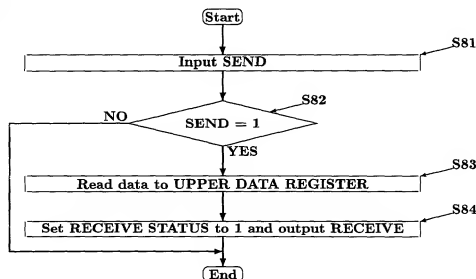 Start
S81
Input SEND
S82
NO
SEND = 1
YES
S83
Read data to UPPER DATA REGISTER
S84
Set RECEIVE STATUS to 1 and output RECEIVE
End